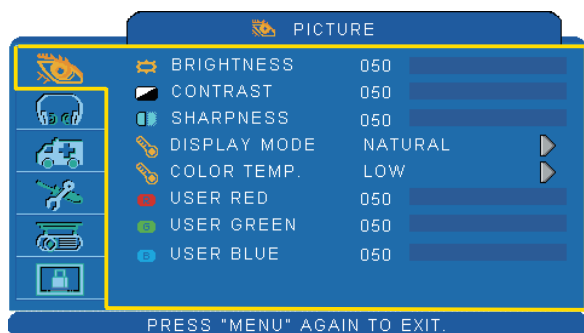 PICTURE
BRIGHTNESS 050
CONTRAST 050
SHARPNESS 050
DISPLAY MODE NATURAL
COLOR TEMP. LOW
USER RED 050
USER GREEN 050
USER BLUE 050
PRESS "MENU" AGAIN TO EXIT.